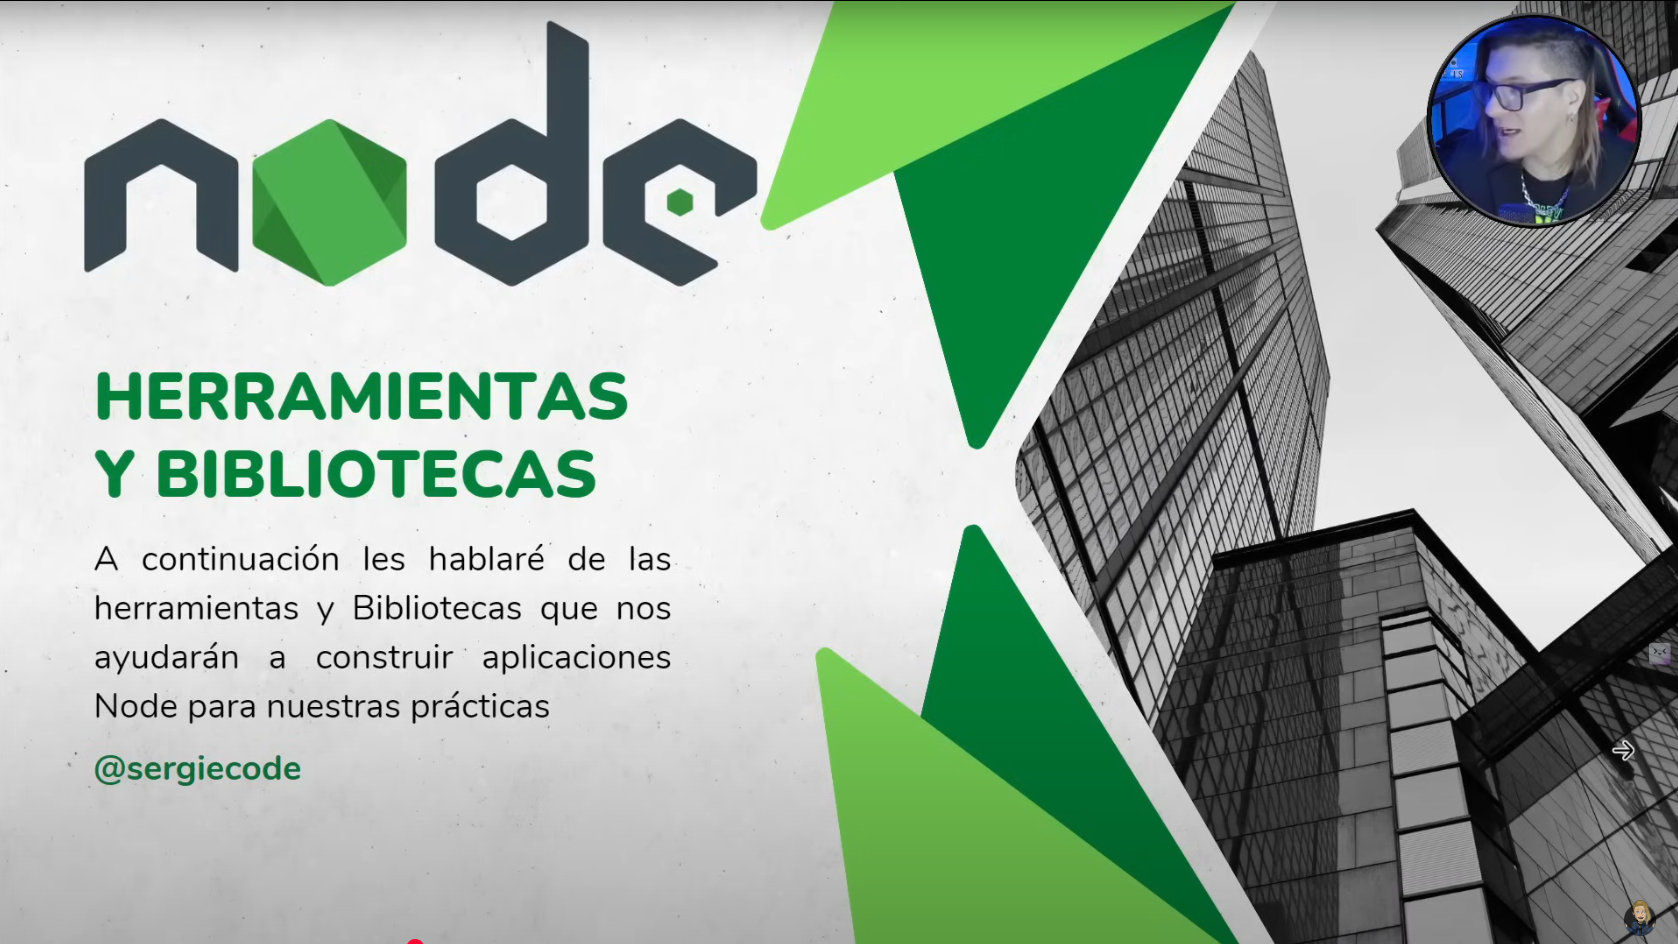 node
HERRAMIENTAS
Y BIBLIOTECAS
A continuación les hablaré de las
herramientas y Bibliotecas que nos
ayudarán a construir aplicaciones
Node para nuestras prácticas
@sergiecode